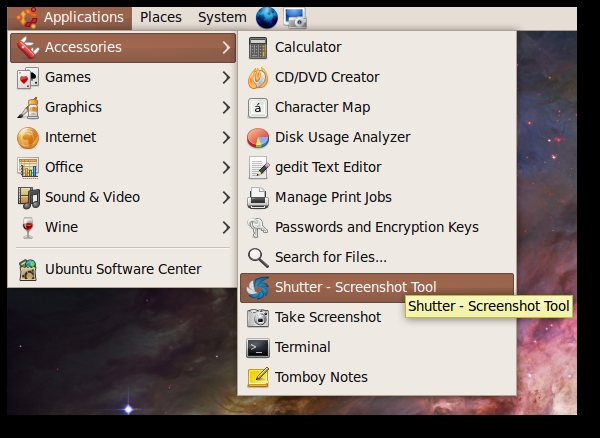 Applications Places System
Accessories
Games
Graphics
Internet
Office
Sound & Video
Wine
Ubuntu Software Center
Calculator
CD/DVD Creator
á
Character Map
Disk Usage Analyzer
gedit Text Editor
Manage Print Jobs
Passwords and Encryption Keys
Search for Files...
Shutter - Screenshot Tool
Shutter - Screenshot Tool
Take Screenshot
Terminal
Tomboy Notes